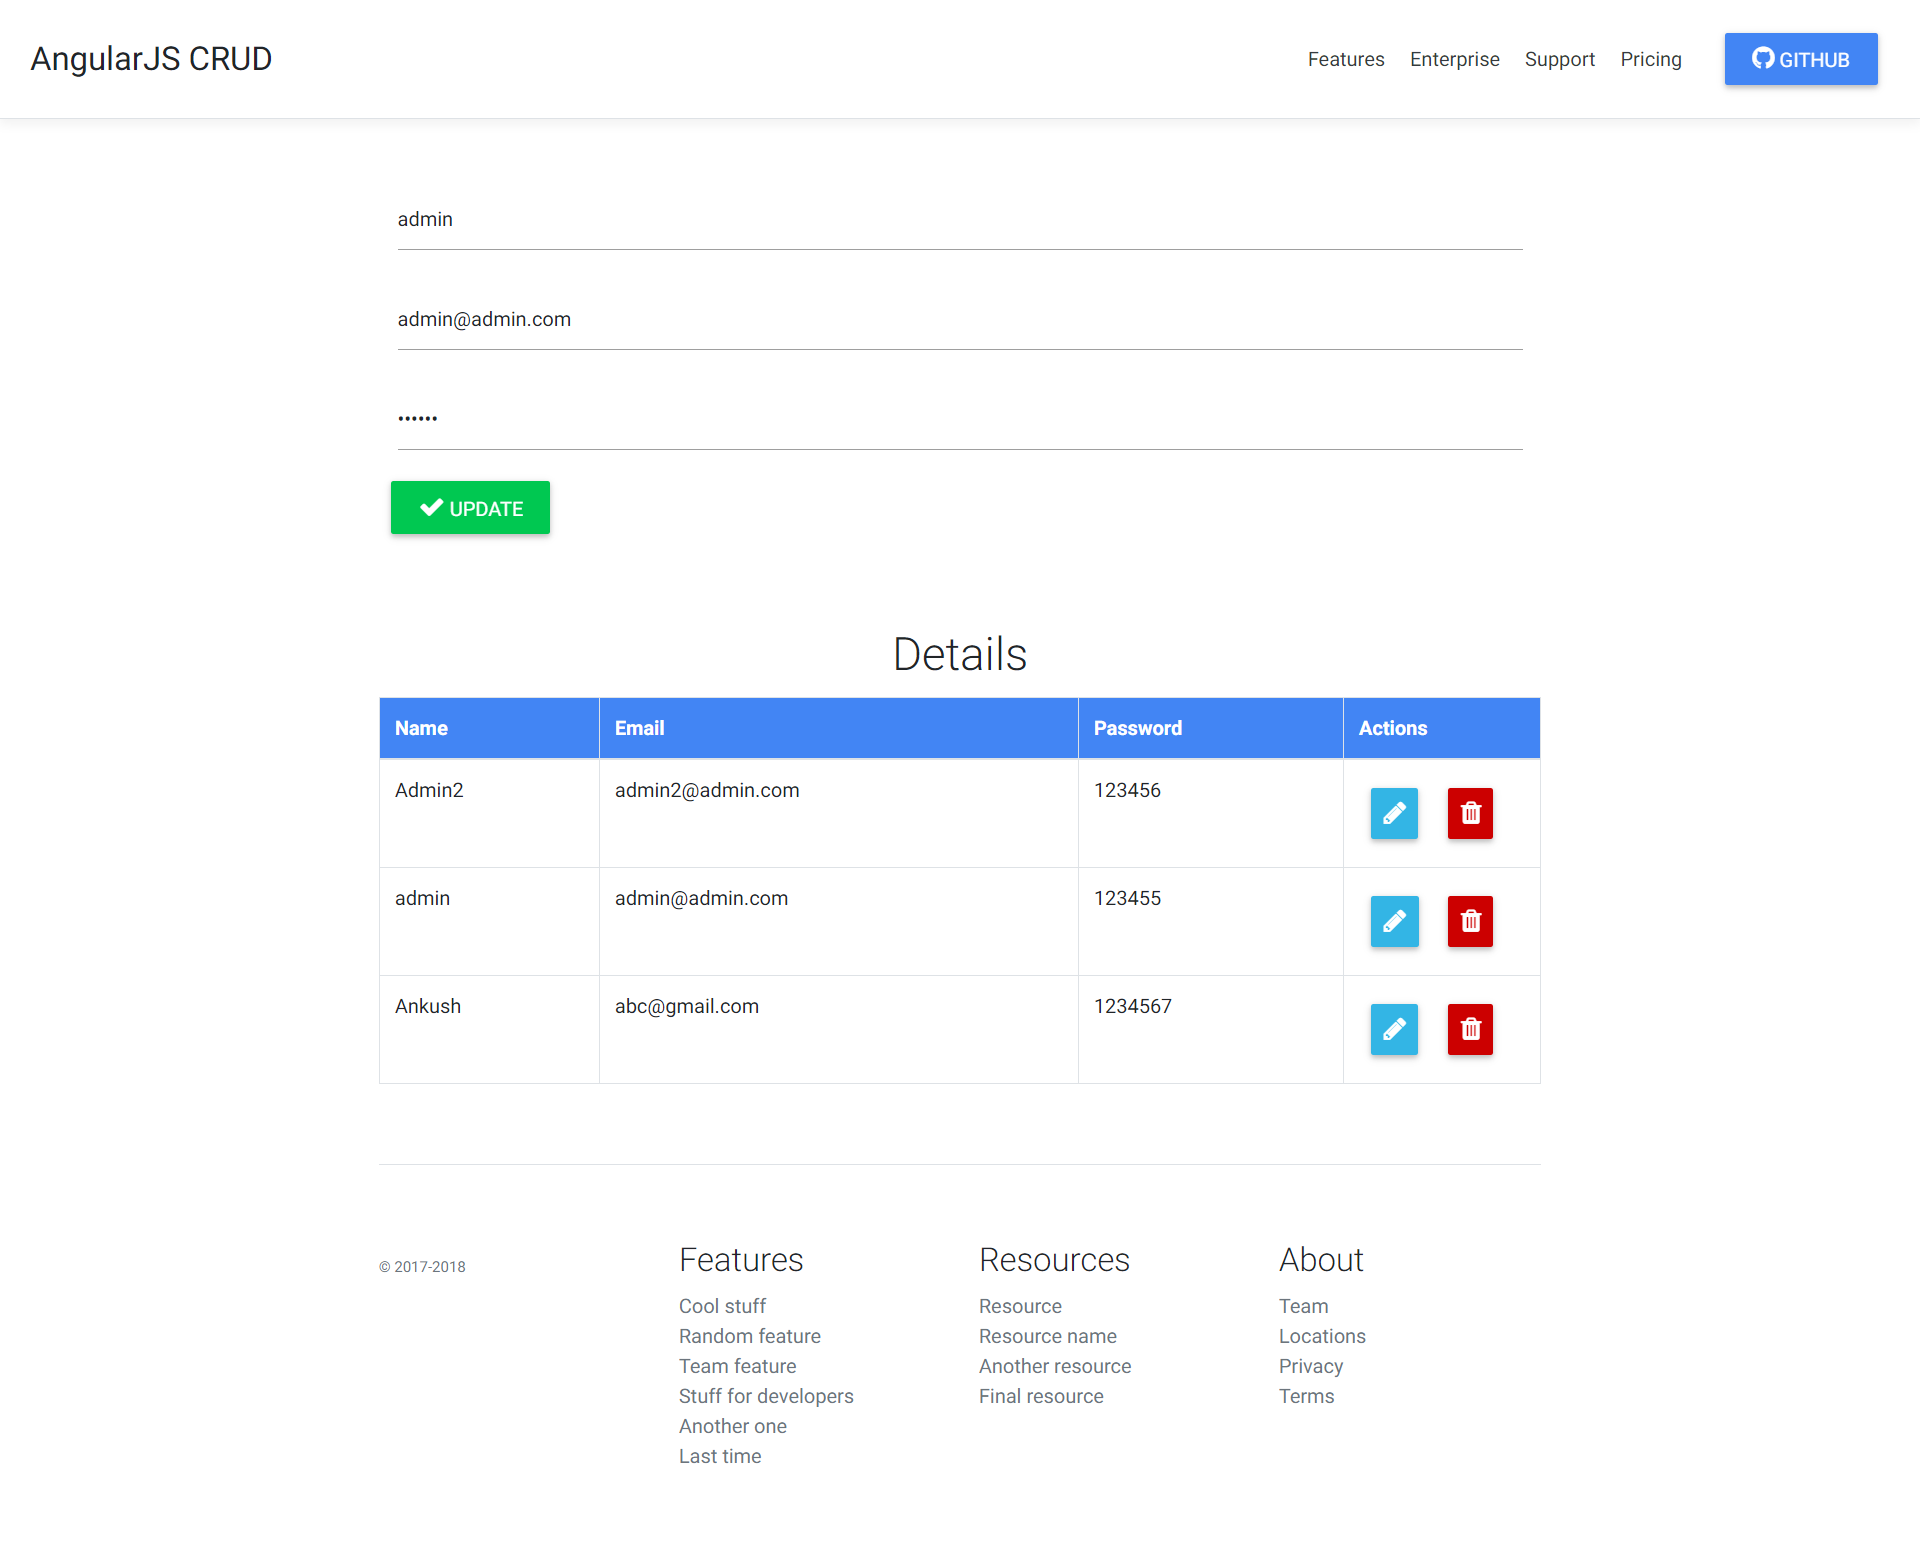 AngularJS CRUD
Features Enterprise Support Pricing GITHUB
admin
admin@admin.com
••••••
UPDATE
Details
Name Email Password Actions
Admin2 admin2@admin.com 123456
admin admin@admin.com 123455
Ankush abc@gmail.com 1234567
© 2017-2018
Features
Cool stuff
Random feature
Team feature
Stuff for developers
Another one
Last time
Resources
Resource
Resource name
Another resource
Final resource
About
Team
Locations
Privacy
Terms